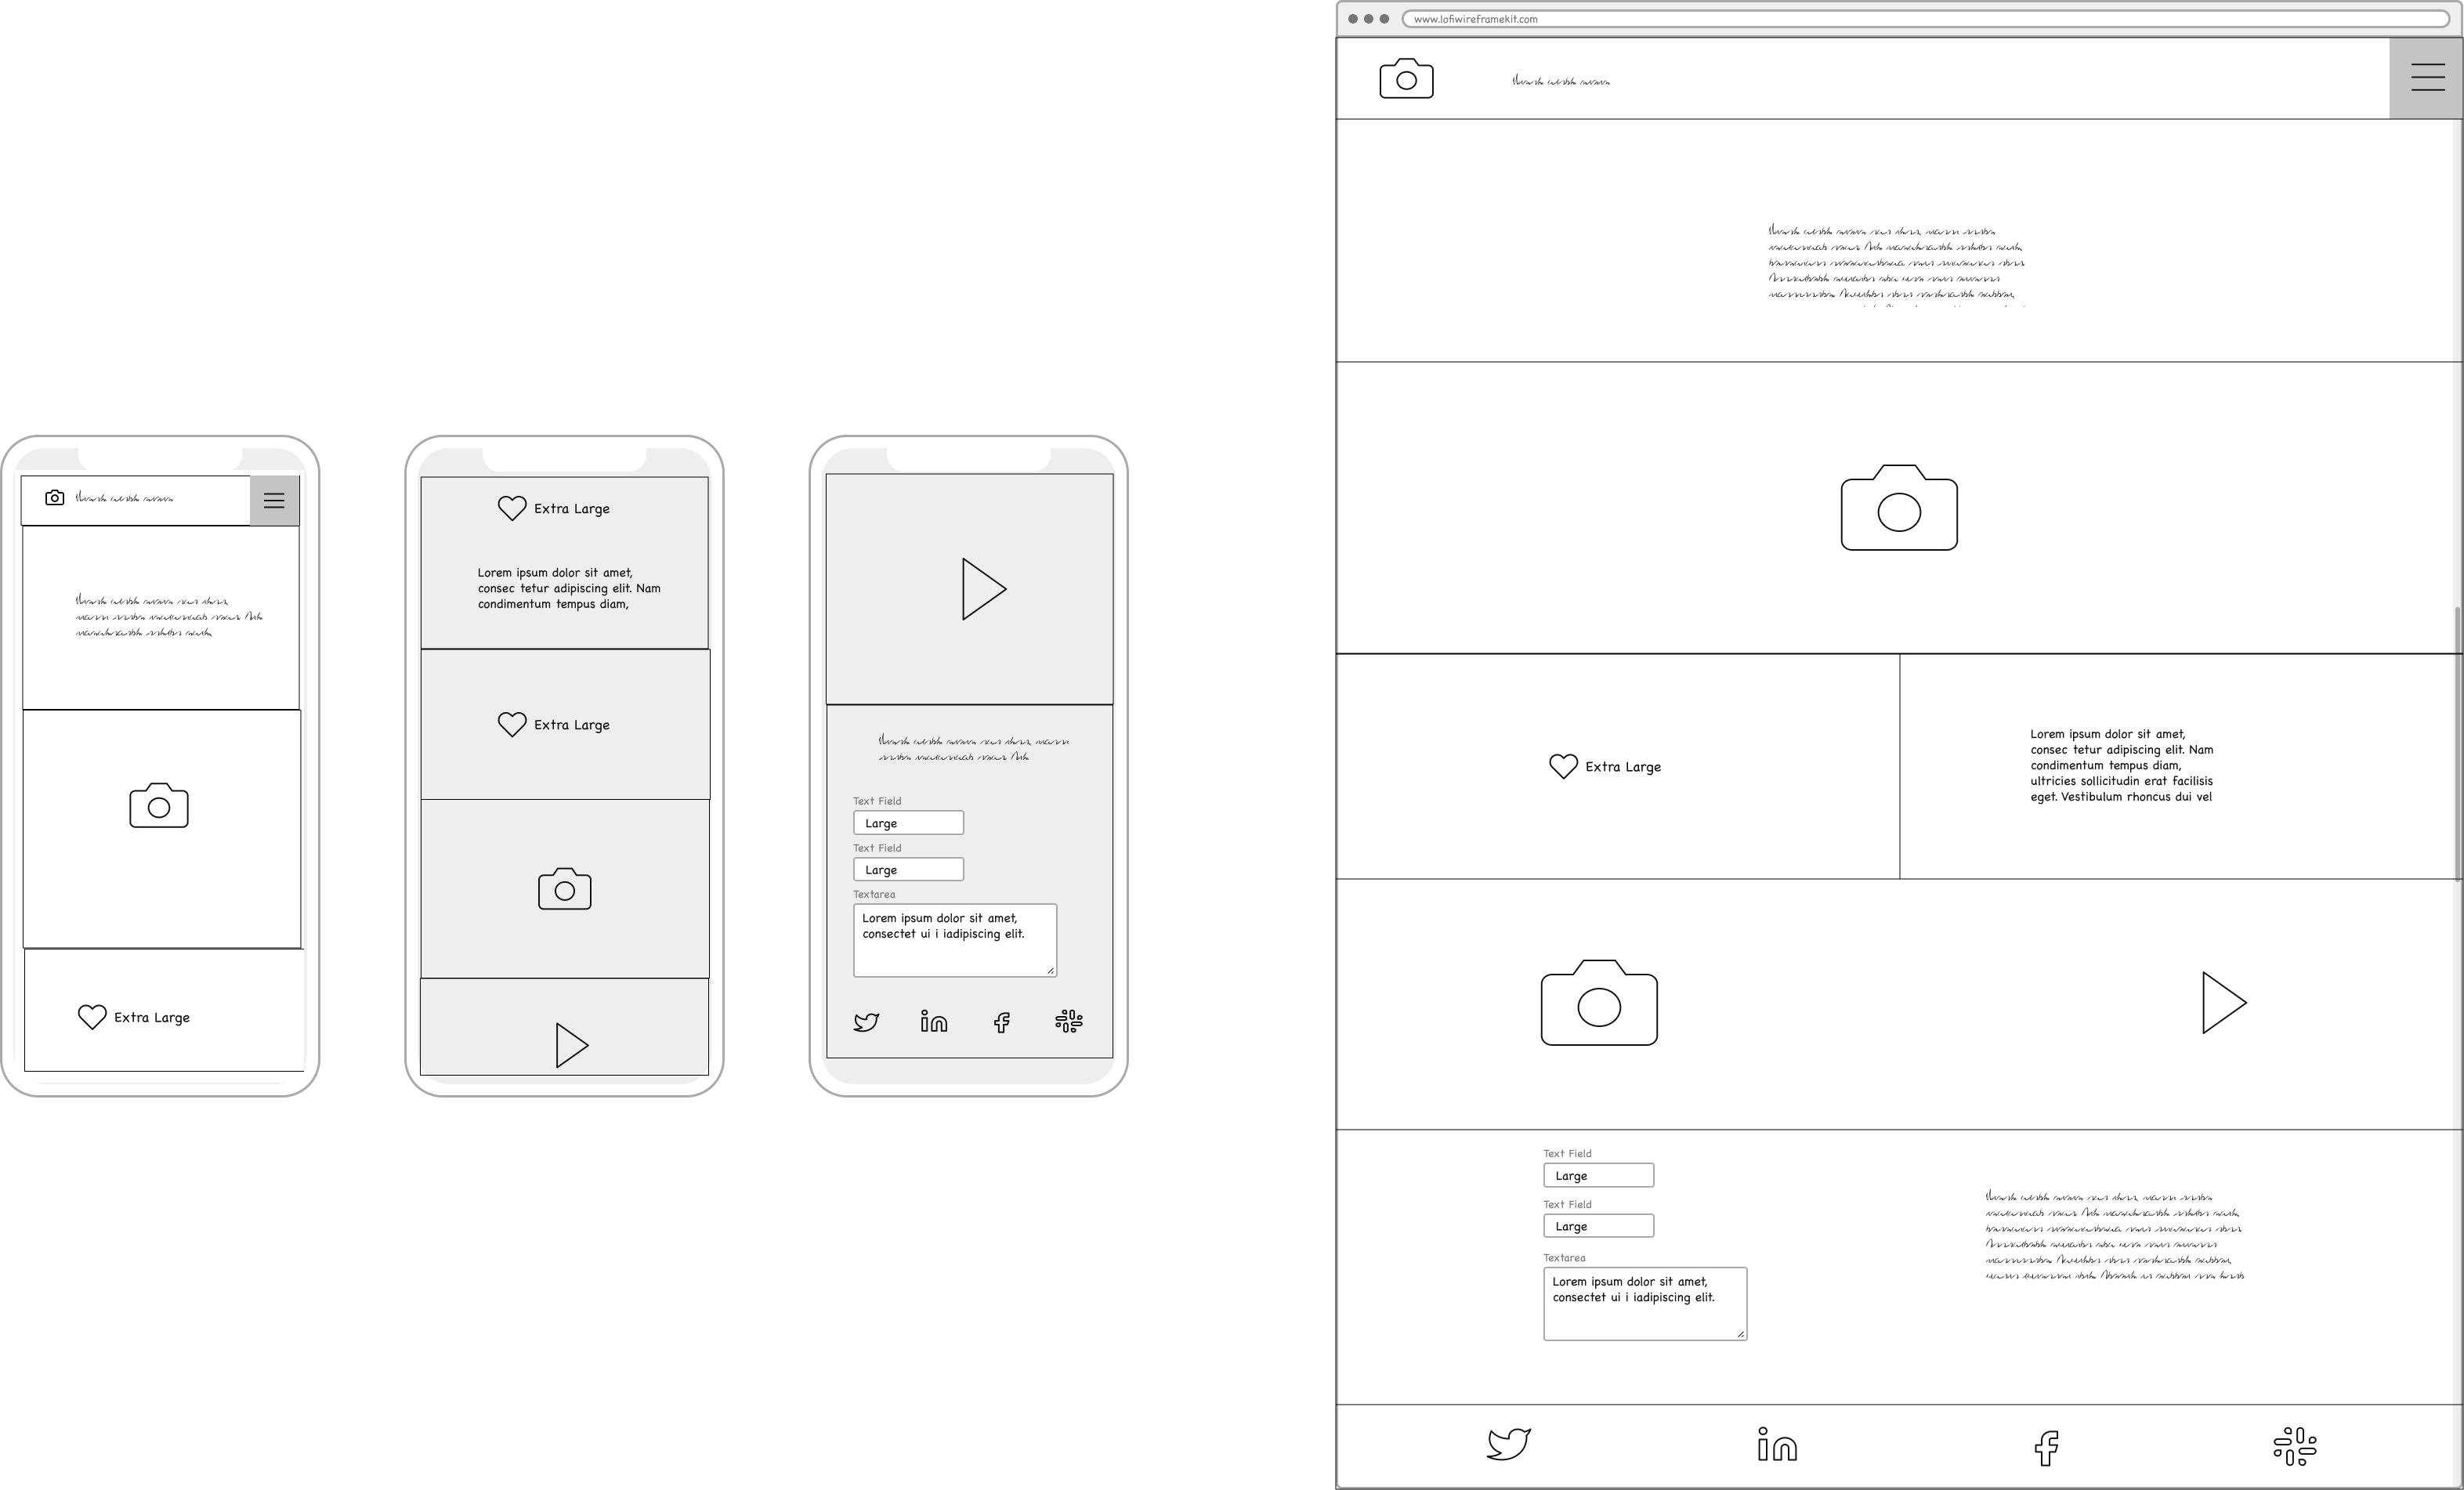 www.lofiwireframekit.com
Extra Large
Extra Large
Lorem ipsum dolor sit amet,
consec tetur adipiscing elit. Nam
condimentum tempus diam,
Extra Large
Text Field
Large
Text Field
Large
Textarea
Lorem ipsum dolor sit amet,
consectet ui i iadipiscing elit.
Extra Large
Lorem ipsum dolor sit amet,
consec tetur adipiscing elit. Nam
condimentum tempus diam,
ultricies sollicitudin erat facilisis
eget. Vestibulum rhoncus dui vel
Text Field
Large
Text Field
Large
Textarea
Lorem ipsum dolor sit amet,
consectet ui i iadipiscing elit.